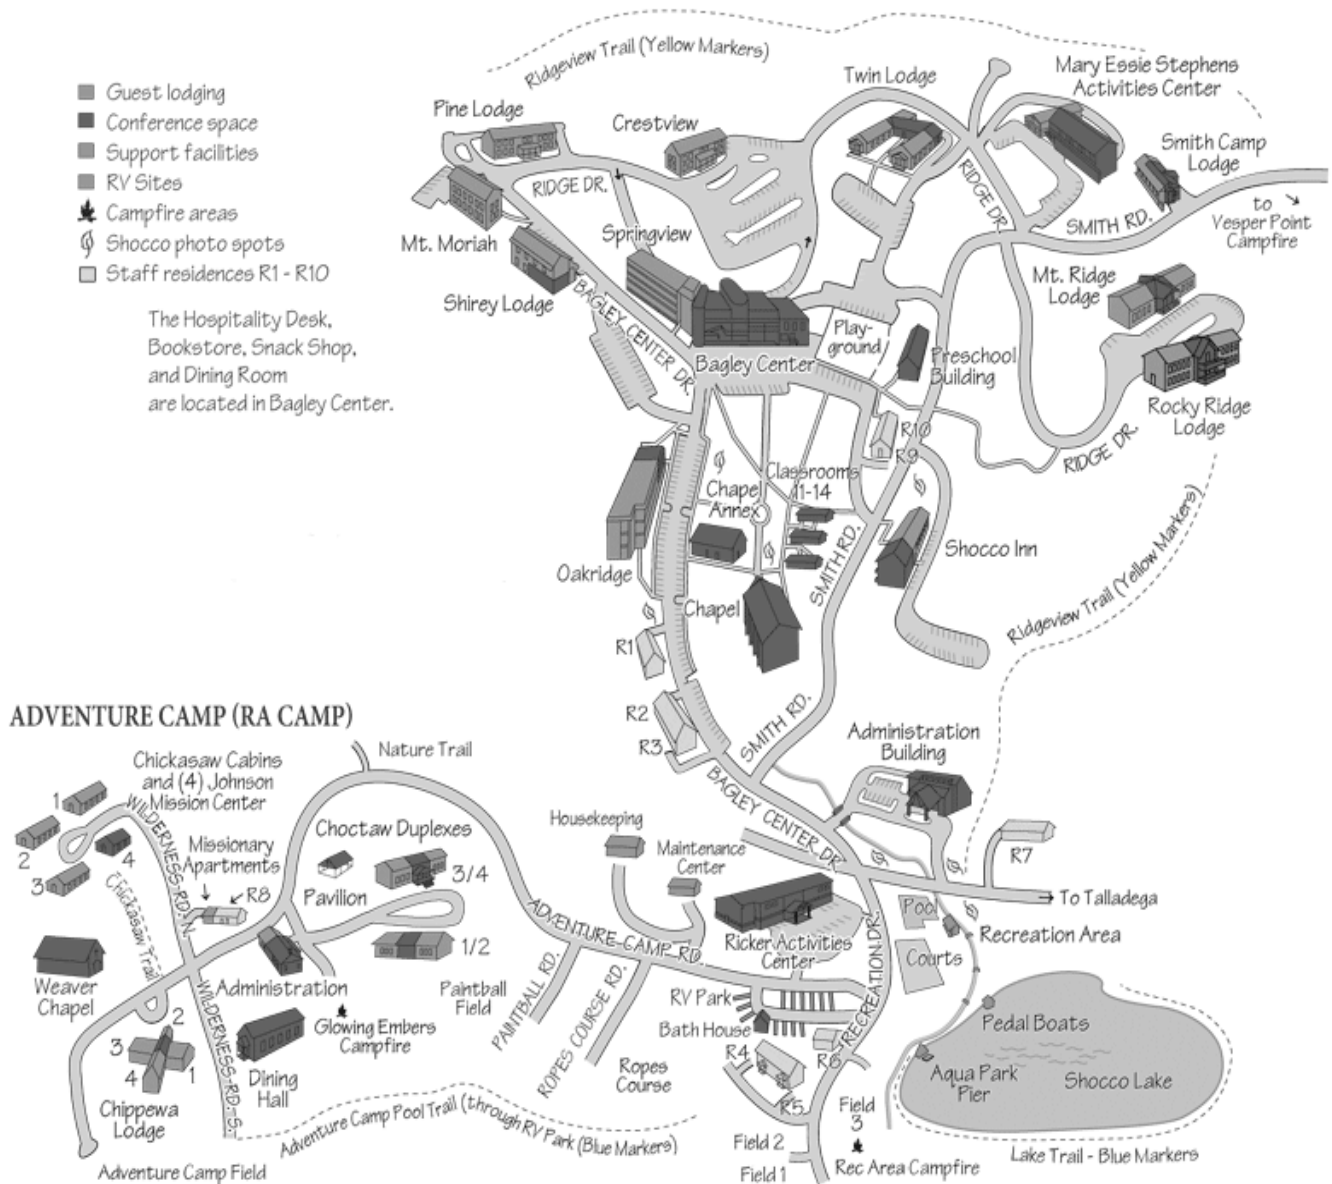 Ridgeview Trail (Yellow Markers)
Guest lodging
Conference space
Support facilities
RV Sites
Campfire areas
Shocco photo spots
Staff residences R1 - R10
The Hospitality Desk,
Bookstore, Snack Shop,
and Dining Room
are located in Bagley Center.
Pine Lodge
Crestview
Twin Lodge
Mary Essie Stephens
Activities Center
Smith Camp
Lodge
RIDGE DR.
RIDGE DR.
SMITH RD.
to
Vesper Point
Campfire
Mt. Moriah
Springview
Shirey Lodge
BAGLEY CENTER DR.
Mt. Ridge
Lodge
Play-
ground
Bagley Center
Preschool
Building
Rocky Ridge
Lodge
RIDGE DR.
R10
R9
Classrooms
11-14
Chapel
Annex
Oakridge
SMITH RD.
Shocco Inn
Chapel
Ridgeview Trail (Yellow Markers)
R1
R2
R3
SMITH RD.
BAGLEY CENTER DR.
Administration
Building
R7
To Talladega
ADVENTURE CAMP (RA CAMP)
Nature Trail
Chickasaw Cabins
and (4) Johnson
Mission Center
1
2
3
4
WILDERNESS RD. N.
Missionary
Apartments
R8
Chickasaw Trail
Choctaw Duplexes
3/4
Pavilion
1/2
Housekeeping
Maintenance
Center
ADVENTURE CAMP RD
Ricker Activities
Center
RECREATION DR.
Pool
Courts
Recreation Area
Weaver
Chapel
Administration
Glowing Embers
Campfire
Paintball
Field
PAINTBALL RD.
ROPES COURSE RD.
Ropes
Course
RV Park
Bath House
R4
R5
R6
Pedal Boats
Aqua Park
Pier
Shocco Lake
2
3
1
4
Chippewa
Lodge
WILDERNESS RD. S.
Dining
Hall
Adventure Camp Pool Trail (through RV Park (Blue Markers)
Adventure Camp Field
Field
3
Field 2
Field 1
Rec Area Campfire
Lake Trail - Blue Markers